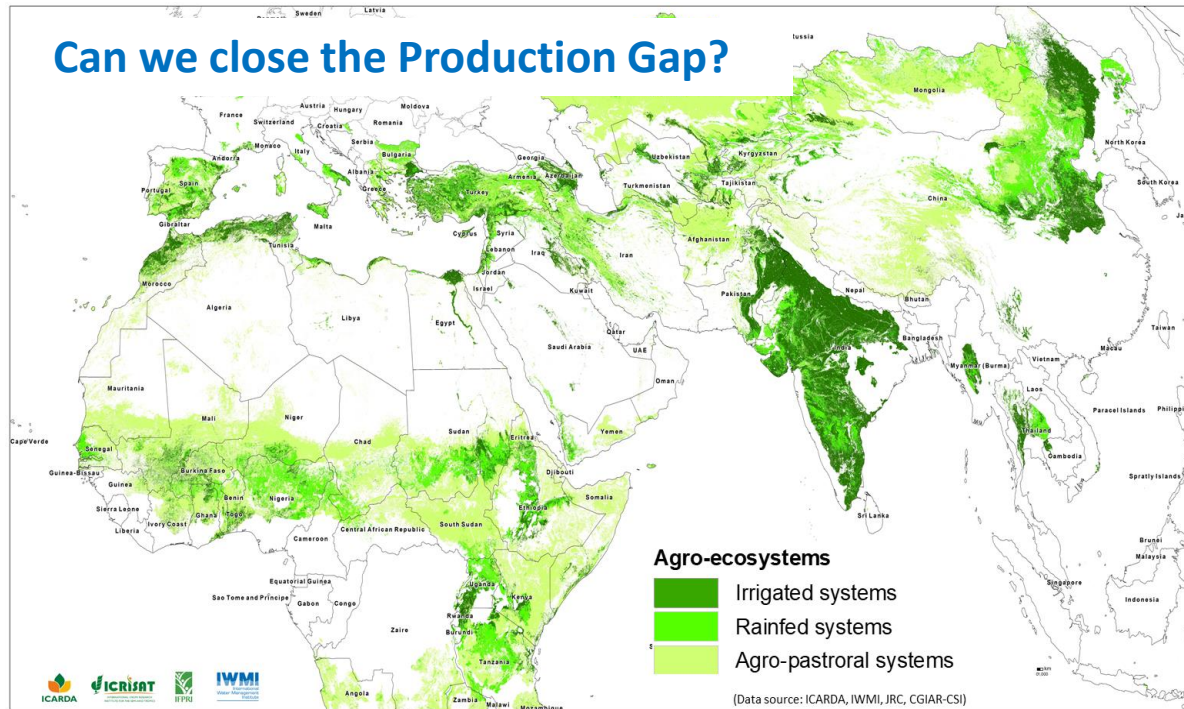 Can we close the Production Gap?
Sweden
Latvia
Russia
Austria
Hungary
Moldova
France
Switzerland
Croatia
Romania
Mongolia
Monaco
Serbia
Italy
Andorra
Bulgaria
Georgia
Uzbekistan
Kyrgyzstan
North Korea
Portugal
Spain
Albania
Greece
Turkey
Armenia
Azerbaijan
Turkmenistan
Tajikistan
South Korea
Gibraltar
Malta
Tunisia
Cyprus
Syria
Lebanon
Iraq
Iran
Afghanistan
China
Morocco
Jordan
Israel
Kuwait
Pakistan
Nepal
Bhutan
Algeria
Libya
Egypt
Qatar
Saudi Arabia
UAE
Bangladesh
India
Taiwan
Macau
Oman
Myanmar (Burma)
Vietnam
Laos
Mauritania
Mali
Niger
Chad
Sudan
Eritrea
Yemen
Paracel Islands
Philip
Cape Verde
Senegal
Thailand
Cambodia
Guinea-Bissau
Burkina Faso
Djibouti
Spratly Islands
Guinea
Benin
Nigeria
Somalia
Sierra Leone
Ivory Coast
Ghana
Togo
Ethiopia
Liberia
Central African Republic
South Sudan
Sri Lanka
Cameroon
Brunei
Malaysia
Equatorial Guinea
Uganda
Kenya
Singapore
Sao Tome and Principe
Gabon
Congo
Rwanda
Indonesia
Zaire
Burundi
Tanzania
Angola
Zambia
Malawi
Mozambique
Agro-ecosystems
Irrigated systems
Rainfed systems
Agro-pastroral systems
(Data source: ICARDA, IWMI, JRC, CGIAR-CSI)
ICARDA
ICRISAT
IFPRI
IWMI
International
Water Management
Institute